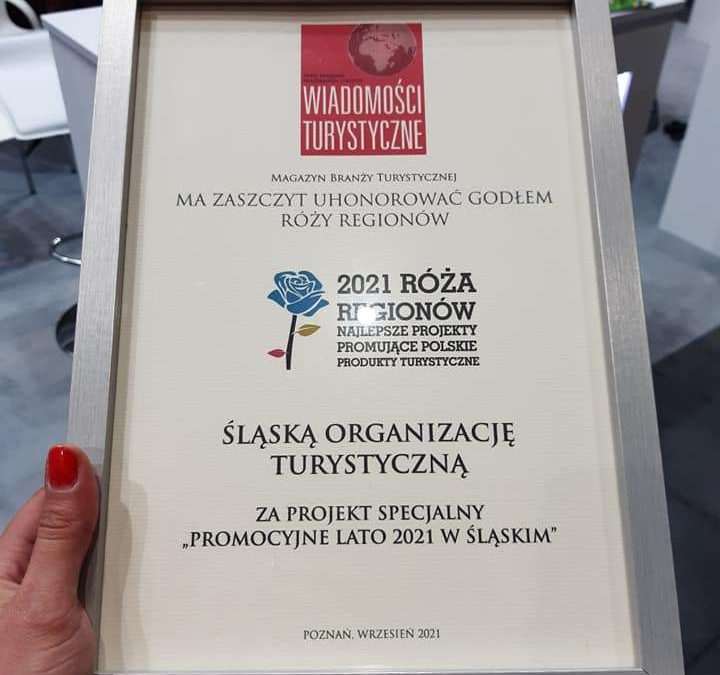 WIADOMOŚCI
TURYSTYCZNE
MAGAZYN BRANŻY TURYSTYCZNEJ
MA ZASZCZYT UHONOROWAĆ GODŁEM
RÓŻY REGIONÓW
2021 RÓŻA
REGIONÓW
NAJLEPSZE PROJEKTY
PROMUJĄCE POLSKIE
PRODUKTY TURYSTYCZNE
ŚLĄSKĄ ORGANIZACJĘ
TURYSTYCZNĄ
ZA PROJEKT SPECJALNY
„PROMOCYJNE LATO 2021 W ŚLĄSKIM”
POZNAŃ, WRZESIEŃ 2021